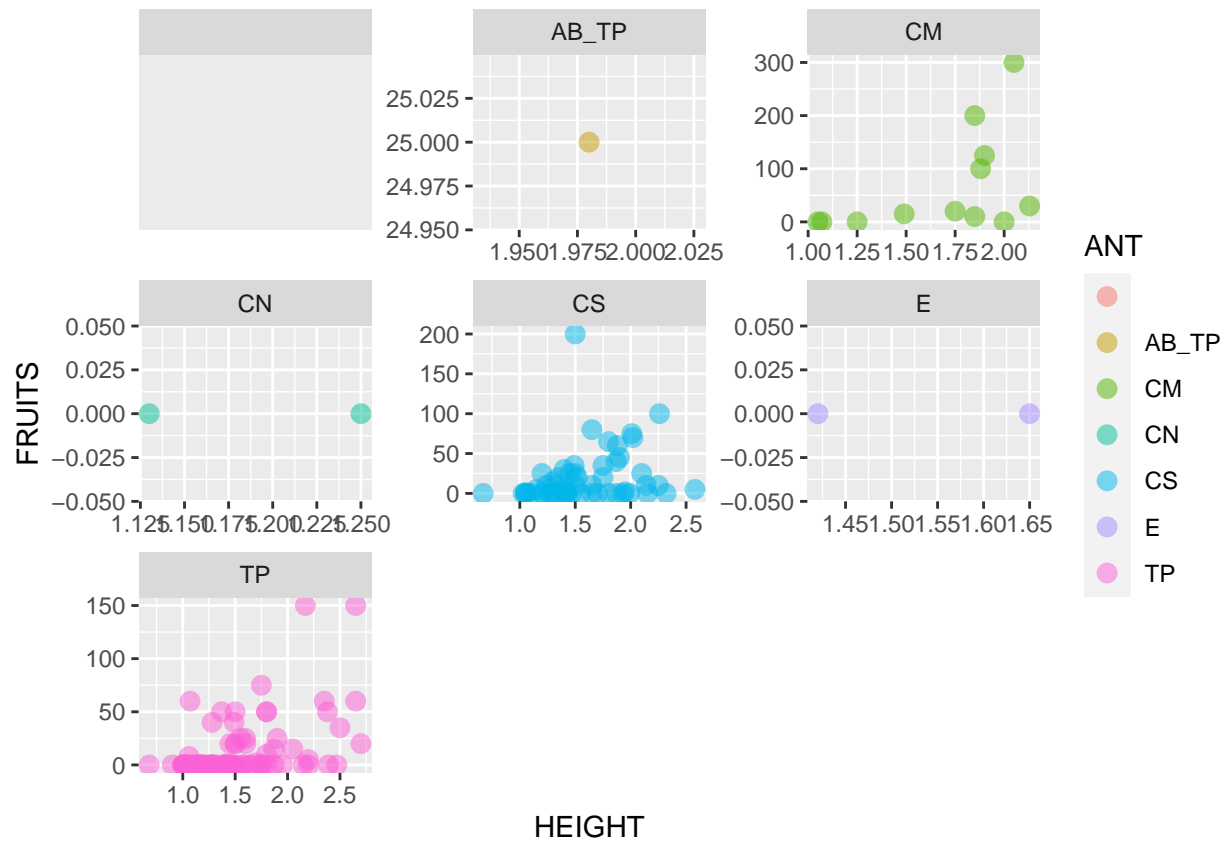 AB_TP
CM
25.025
25.000
24.975
24.950
1.950 1.975 2.000 2.025
300
200
100
0
1.00 1.25 1.50 1.75 2.00
CN
CS
E
0.050
0.025
0.000
−0.025
−0.050
1.125 1.150 1.175 1.200 1.225 1.250
200
150
100
50
0
1.0 1.5 2.0 2.5
0.050
0.025
0.000
−0.025
−0.050
1.45 1.50 1.55 1.60 1.65
TP
150
100
50
0
1.0 1.5 2.0 2.5
HEIGHT
FRUITS
ANT
AB_TP
CM
CN
CS
E
TP